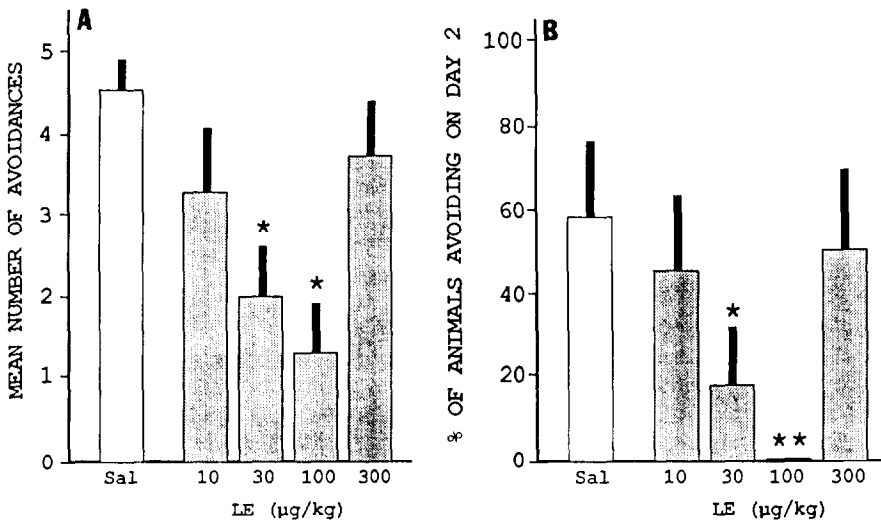 A
MEAN NUMBER OF AVOIDANCES
5
4
3
2
1
0
*
*
Sal 10 30 100 300
LE (µg/kg)
B
% OF ANIMALS AVOIDING ON DAY 2
100
80
60
40
20
0
*
**
Sal 10 30 100 300
LE (µg/kg)